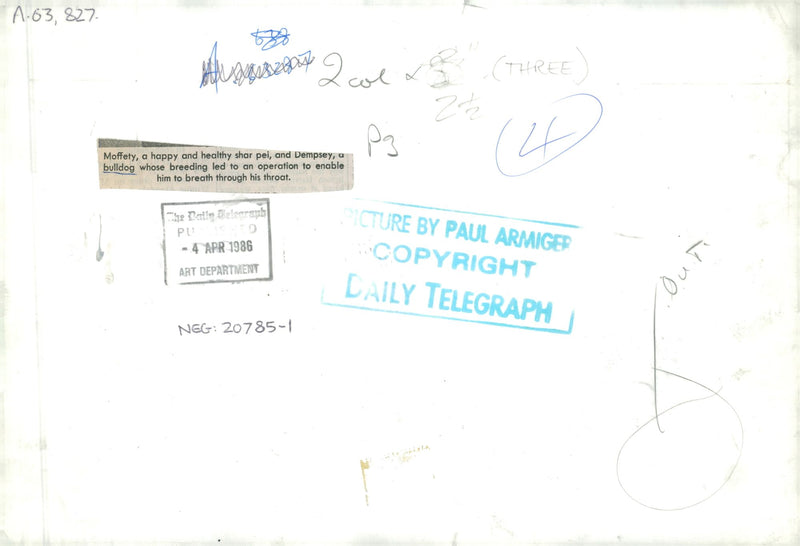 A.63, 827.
2 col x
(THREE)
2½
4
P3
Moffety, a happy and healthy shar pei, and Dempsey, a
bulldog whose breeding led to an operation to enable
him to breath through his throat.
The Daily Telegraph
PUBLISHED
- 4 APR 1986
ART DEPARTMENT
PICTURE BY PAUL ARMIGER
COPYRIGHT
DAILY TELEGRAPH
OUT.
NEG: 20785-1